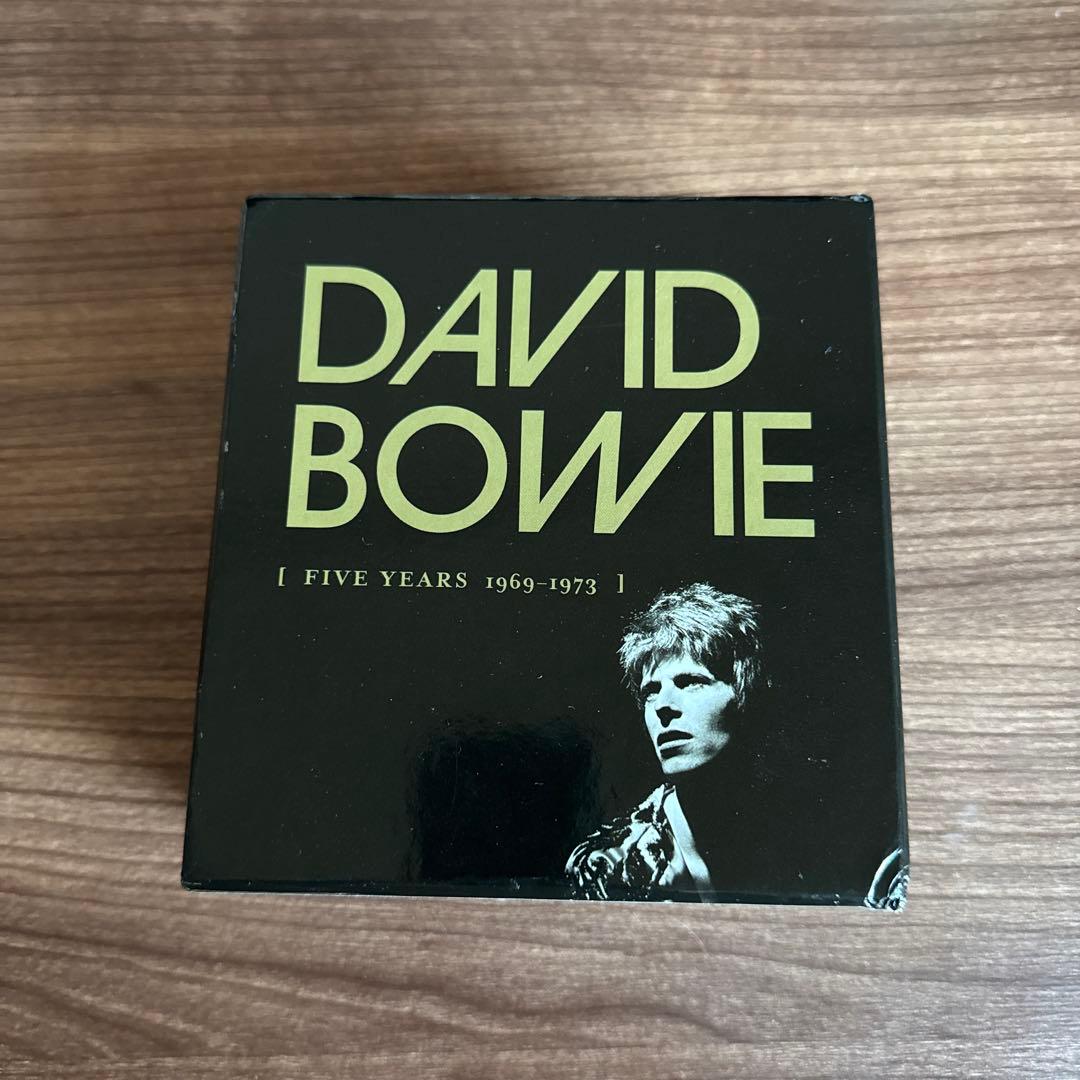 DAVID
BOWIE
[ FIVE YEARS 1969–1973 ]